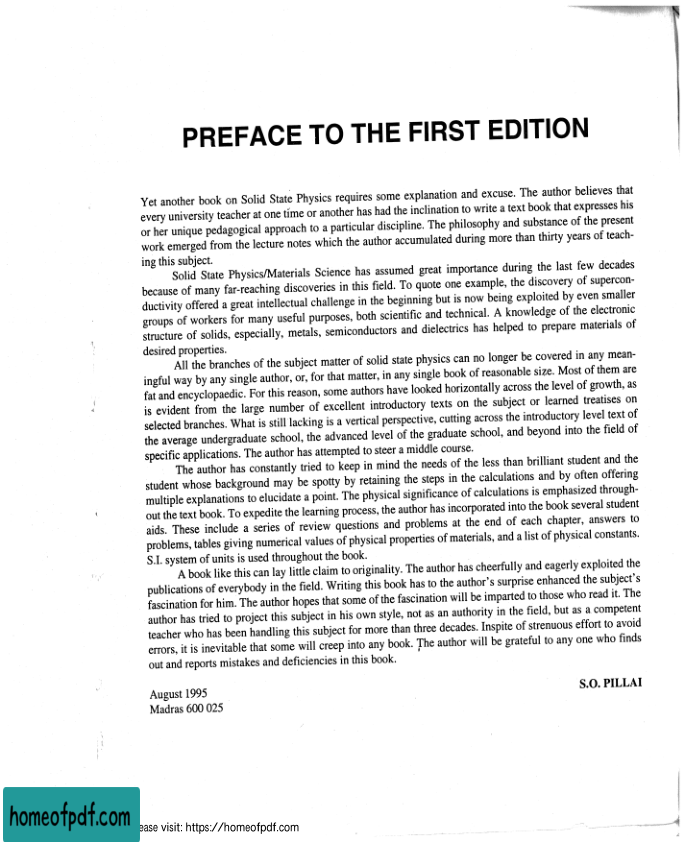 PREFACE TO THE FIRST EDITION
Yet another book on Solid State Physics requires some explanation and excuse. The author believes that
every university teacher at one time or another has had the inclination to write a text book that expresses his
or her unique pedagogical approach to a particular discipline. The philosophy and substance of the present
work emerged from the lecture notes which the author accumulated during more than thirty years of teach-
ing this subject.
Solid State Physics/Materials Science has assumed great importance during the last few decades
because of many far-reaching discoveries in this field. To quote one example, the discovery of supercon-
ductivity offered a great intellectual challenge in the beginning but is now being exploited by even smaller
groups of workers for many useful purposes, both scientific and technical. A knowledge of the electronic
structure of solids, especially, metals, semiconductors and dielectrics has helped to prepare materials of
desired properties.
All the branches of the subject matter of solid state physics can no longer be covered in any mean-
ingful way by any single author, or, for that matter, in any single book of reasonable size. Most of them are
fat and encyclopaedic. For this reason, some authors have looked horizontally across the level of growth, as
is evident from the large number of excellent introductory texts on the subject or learned treatises on
selected branches. What is still lacking is a vertical perspective, cutting across the introductory level text of
the average undergraduate school, the advanced level of the graduate school, and beyond into the field of
specific applications. The author has attempted to steer a middle course.
The author has constantly tried to keep in mind the needs of the less than brilliant student and the
student whose background may be spotty by retaining the steps in the calculations and by often offering
multiple explanations to elucidate a point. The physical significance of calculations is emphasized through-
out the text book. To expedite the learning process, the author has incorporated into the book several student
aids. These include a series of review questions and problems at the end of each chapter, answers to
problems, tables giving numerical values of physical properties of materials, and a list of physical constants.
S.I. system of units is used throughout the book.
A book like this can lay little claim to originality. The author has cheerfully and eagerly exploited the
publications of everybody in the field. Writing this book has to the author's surprise enhanced the subject's
fascination for him. The author hopes that some of the fascination will be imparted to those who read it. The
author has tried to project this subject in his own style, not as an authority in the field, but as a competent
teacher who has been handling this subject for more than three decades. Inspite of strenuous effort to avoid
errors, it is inevitable that some will creep into any book. The author will be grateful to any one who finds
out and reports mistakes and deficiencies in this book.
August 1995
S.O. PILLAI
Madras 600 025
homeofpdf.com
ease visit: https://homeofpdf.com